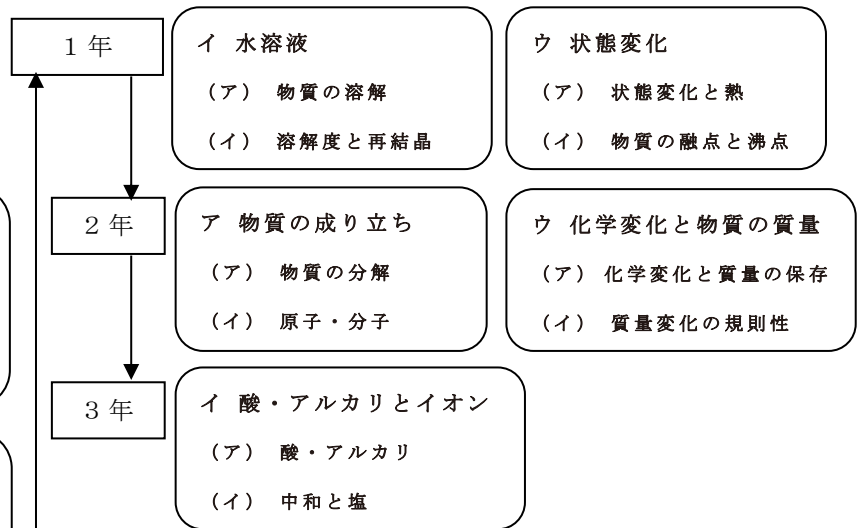 １年
イ 水溶液
（ア） 物質の溶解
（イ） 溶解度と再結晶
ウ 状態変化
（ア） 状態変化と熱
（イ） 物質の融点と沸点
２年
ア 物質の成り立ち
（ア） 物質の分解
（イ） 原子・分子
ウ 化学変化と物質の質量
（ア） 化学変化と質量の保存
（イ） 質量変化の規則性
３年
イ 酸・アルカリとイオン
（ア） 酸・アルカリ
（イ） 中和と塩